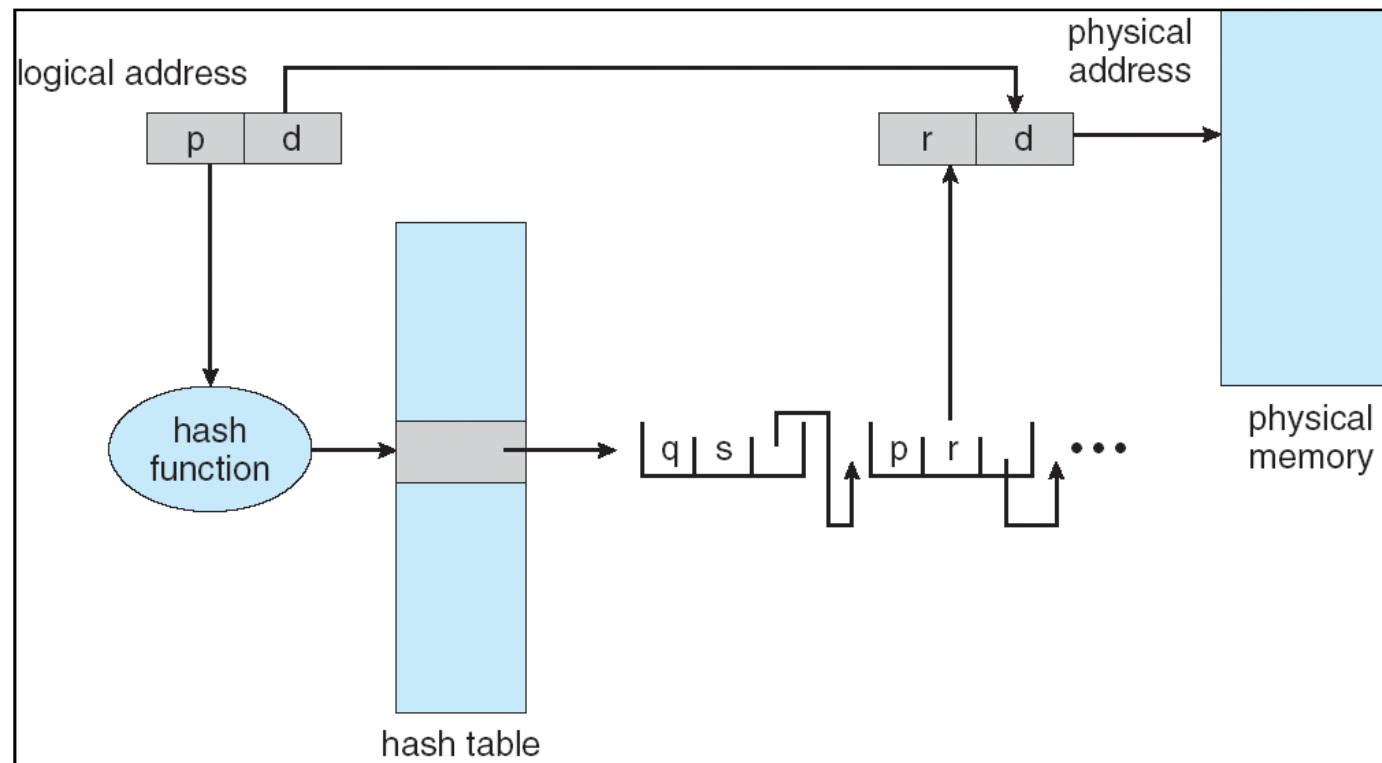 logical address
physical
address
p d
r d
hash
function
q s
p r
•••
physical
memory
hash table